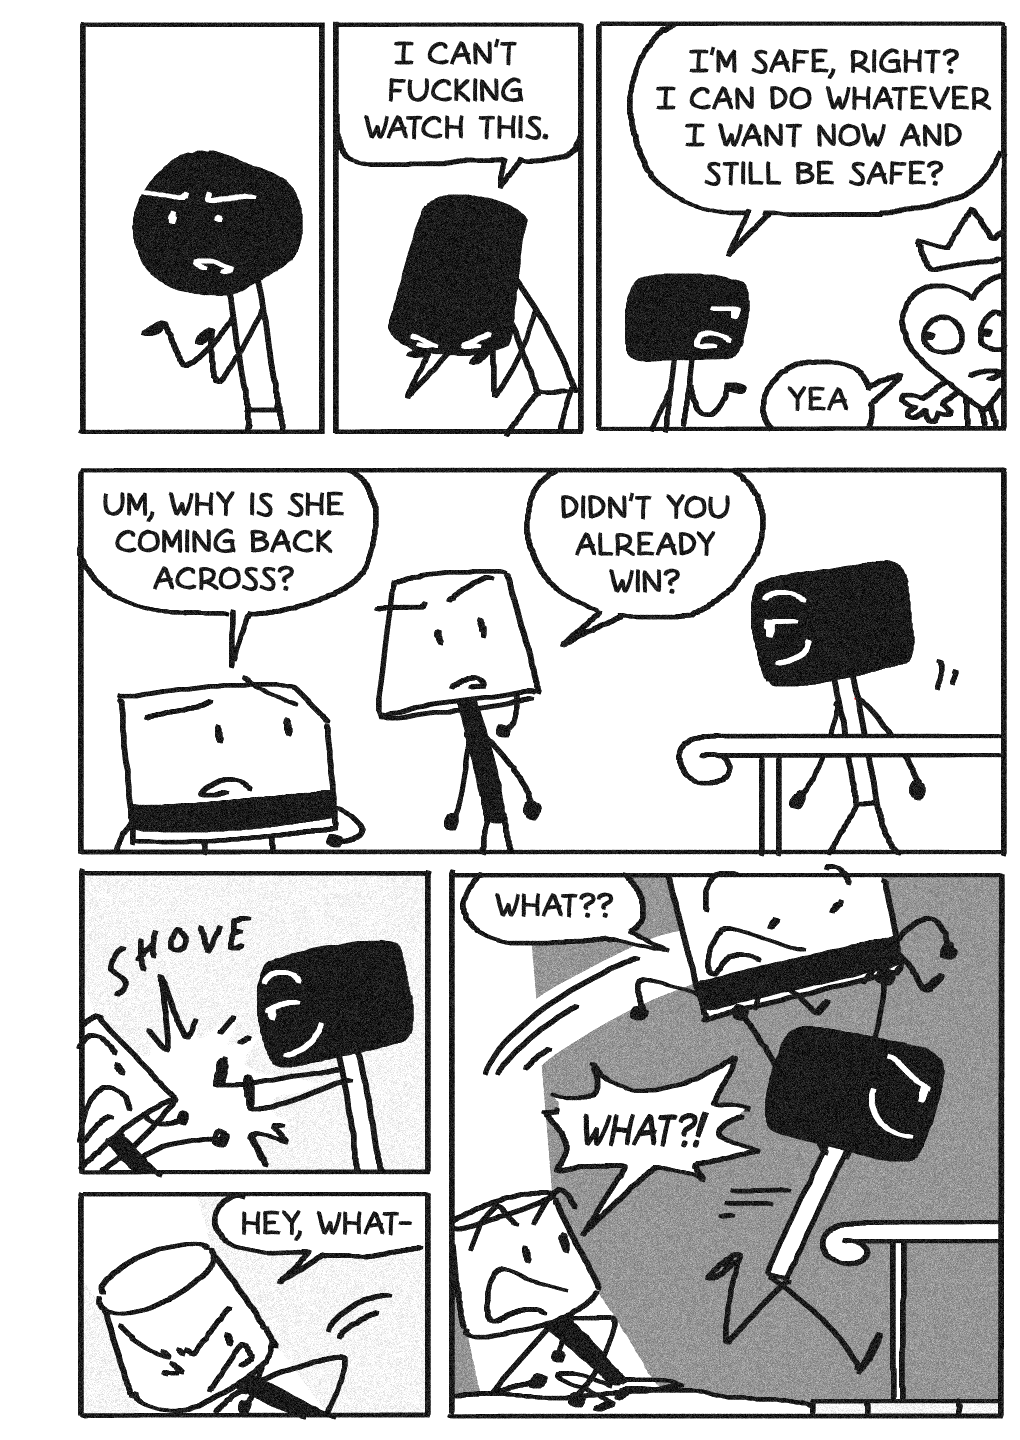 I CAN'T
FUCKING
WATCH THIS.
I'M SAFE, RIGHT?
I CAN DO WHATEVER
I WANT NOW AND
STILL BE SAFE?
YEA
UM, WHY IS SHE
COMING BACK
ACROSS?
DIDN'T YOU
ALREADY
WIN?
SHOVE
HEY, WHAT-
WHAT??
WHAT?!